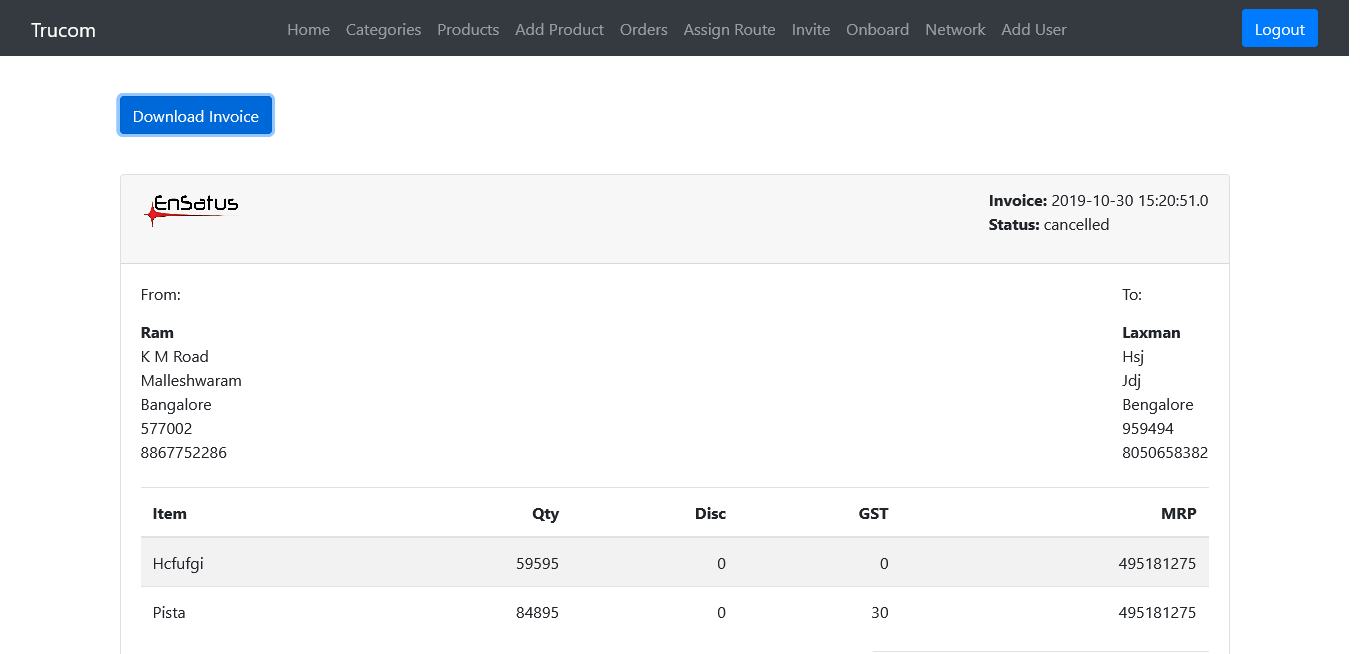 Trucom Home Categories Products Add Product Orders Assign Route Invite Onboard Network Add User Logout
Download Invoice
EnSatus
Invoice: 2019-10-30 15:20:51.0
Status: cancelled
From:
Ram
K M Road
Malleshwaram
Bangalore
577002
8867752286
To:
Laxman
Hsj
Jdj
Bengalore
959494
8050658382
Item Qty Disc GST MRP
Hcfufgi 59595 0 0 495181275
Pista 84895 0 30 495181275